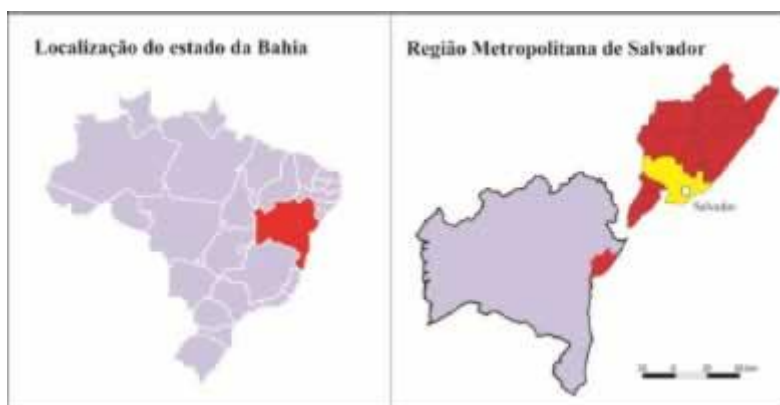 Localização do estado da Bahia
Região Metropolitana de Salvador
Salvador